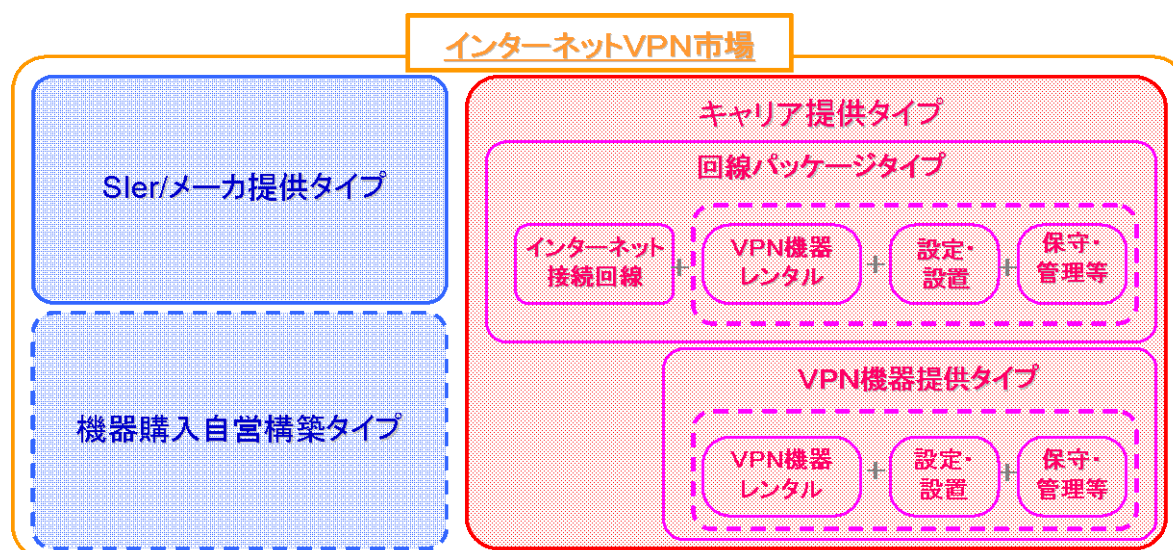 インターネットVPN市場
SIer/メーカ提供タイプ
機器購入自営構築タイプ
キャリア提供タイプ
回線パッケージタイプ
インターネット
接続回線
+
VPN機器
レンタル
+
設定・
設置
+
保守・
管理等
VPN機器提供タイプ
VPN機器
レンタル
+
設定・
設置
+
保守・
管理等